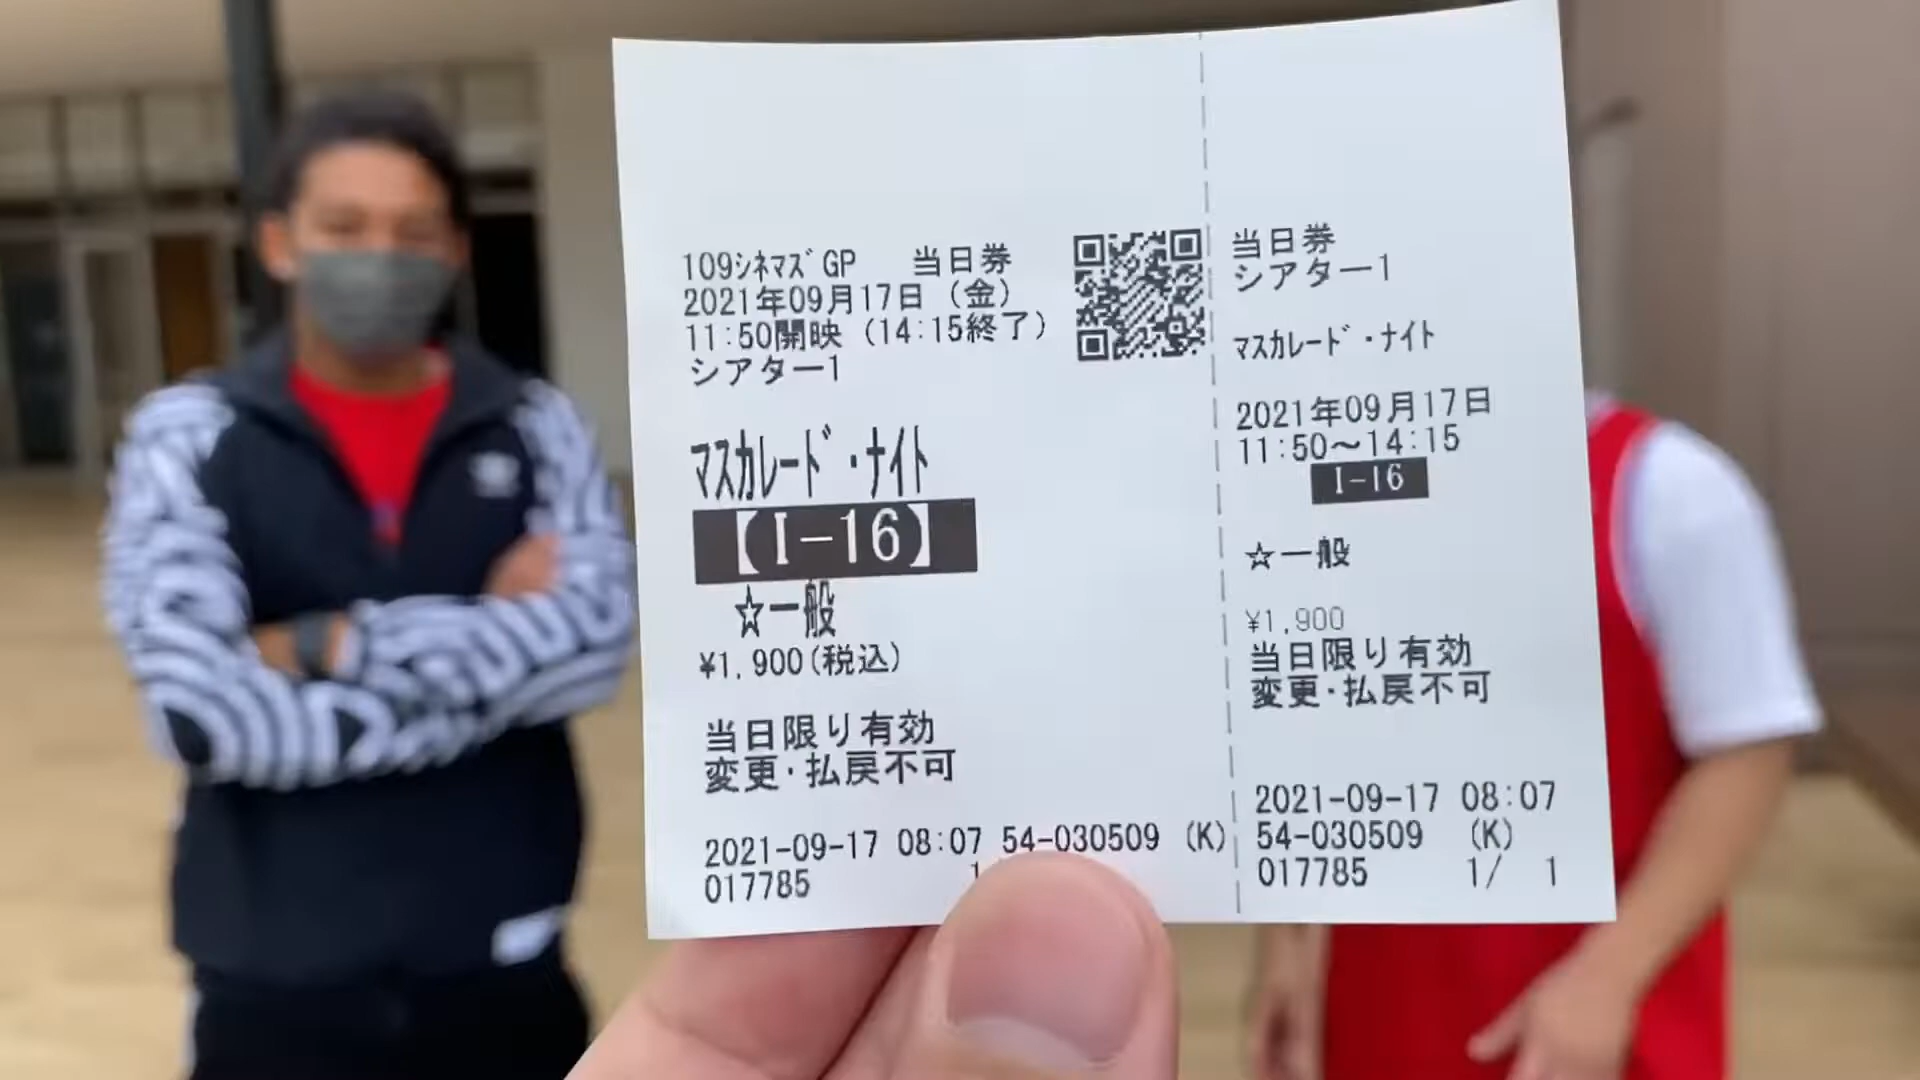 109ｼﾈﾏｽﾞGP 当日券
2021年09月17日 (金)
11:50開映 (14:15終了)
シアター1
ﾏｽｶﾚｰﾄﾞ・ﾅｲﾄ
【I-16】
☆一般
¥1,900(税込)
当日限り有効
変更・払戻不可
2021-09-17 08:07 54-030509 (K)
017785 1
当日券
シアター1
ﾏｽｶﾚｰﾄﾞ・ﾅｲﾄ
2021年09月17日
11:50～14:15
I-16
☆一般
¥1,900
当日限り有効
変更・払戻不可
2021-09-17 08:07
54-030509 (K)
017785 1/ 1